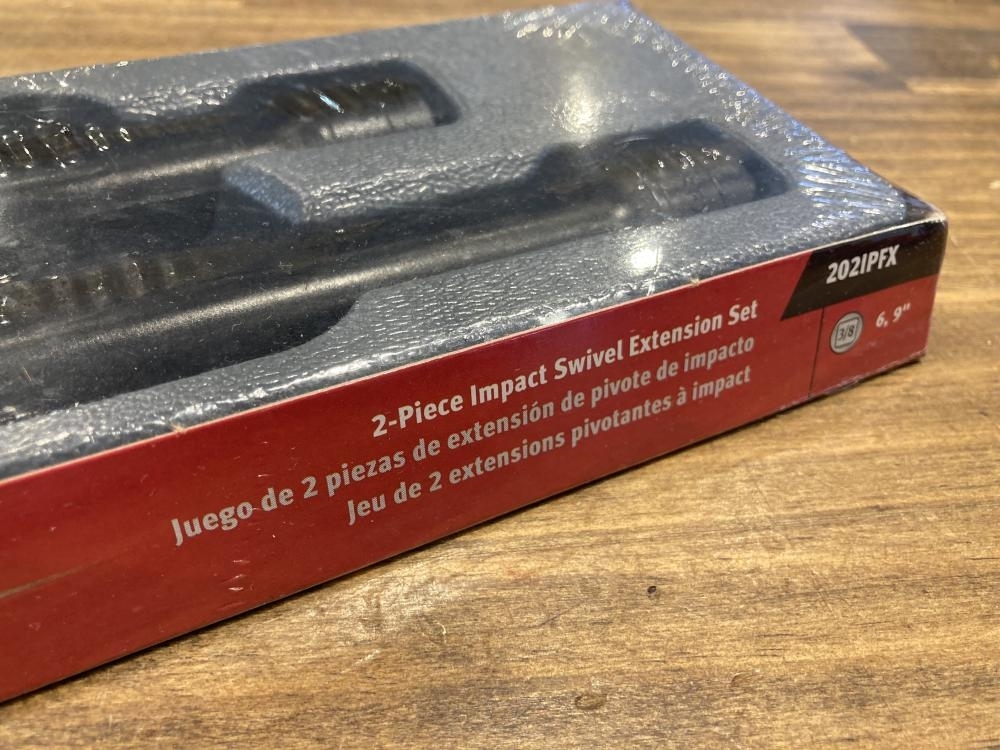 202IPFX
3/8 6, 9"
2-Piece Impact Swivel Extension Set
Juego de 2 piezas de extensión de pivote de impacto
Jeu de 2 extensions pivotantes à impact